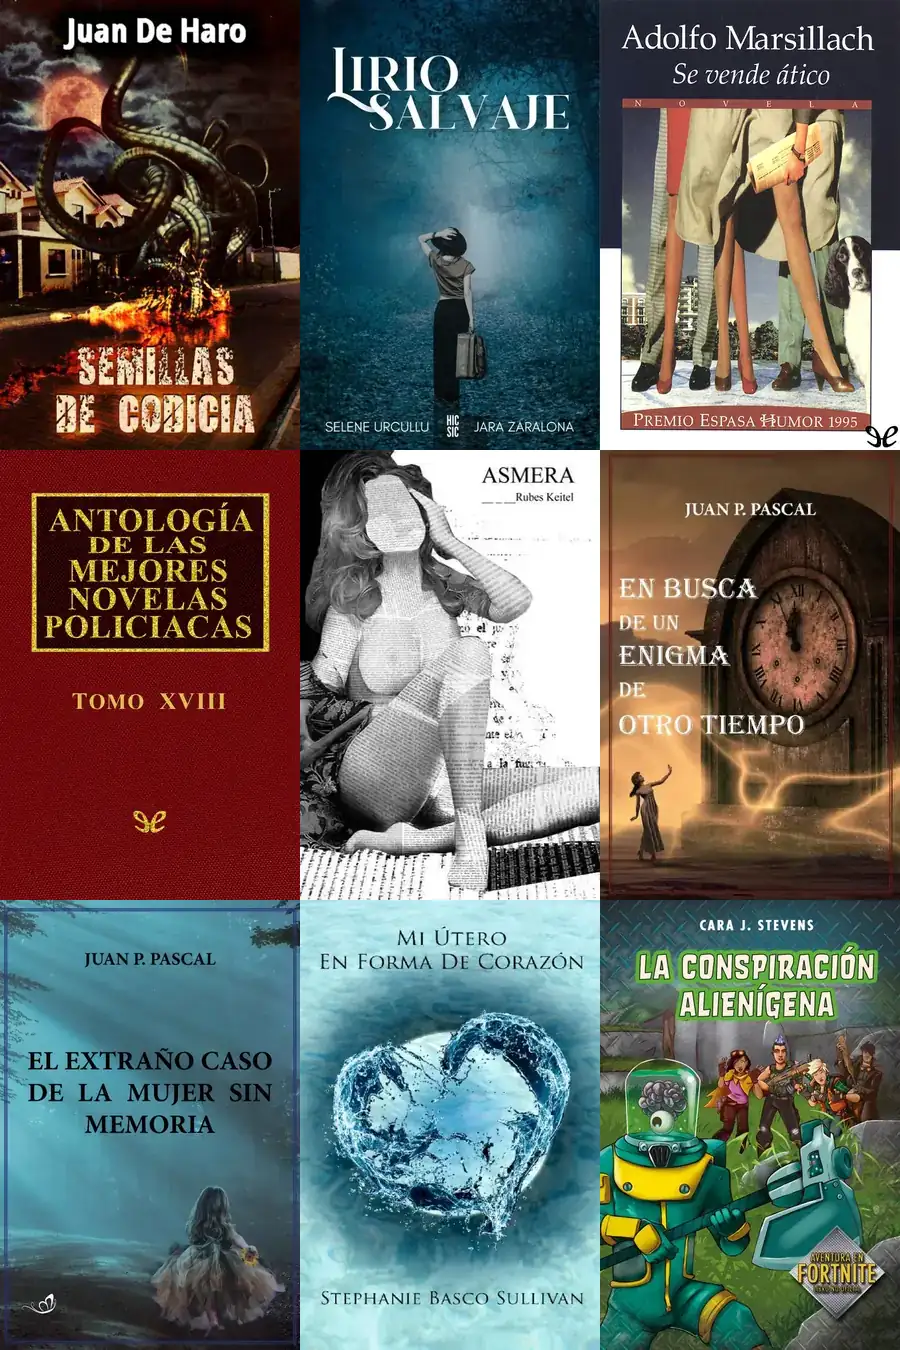 Juan De Haro
SEMILLAS
DE CODICIA
LIRIO
SALVAJE
SELENE URCULLU
HIC
SIC
JARA ZARALONA
Adolfo Marsillach
Se vende ático
NOVELA
PREMIO ESPASA HUMOR 1995
ANTOLOGÍA
DE LAS
MEJORES
NOVELAS
POLICIACAS
TOMO XVIII
ASMERA
_ _ __Rubes Keitel
JUAN P. PASCAL
EN BUSCA
DE UN
ENIGMA
DE
OTRO TIEMPO
JUAN P. PASCAL
EL EXTRAÑO CASO
DE LA MUJER SIN
MEMORIA
MI ÚTERO
EN FORMA DE CORAZÓN
STEPHANIE BASCO SULLIVAN
CARA J. STEVENS
LA CONSPIRACIÓN
ALIENÍGENA
AVENTURA EN
FORTNITE